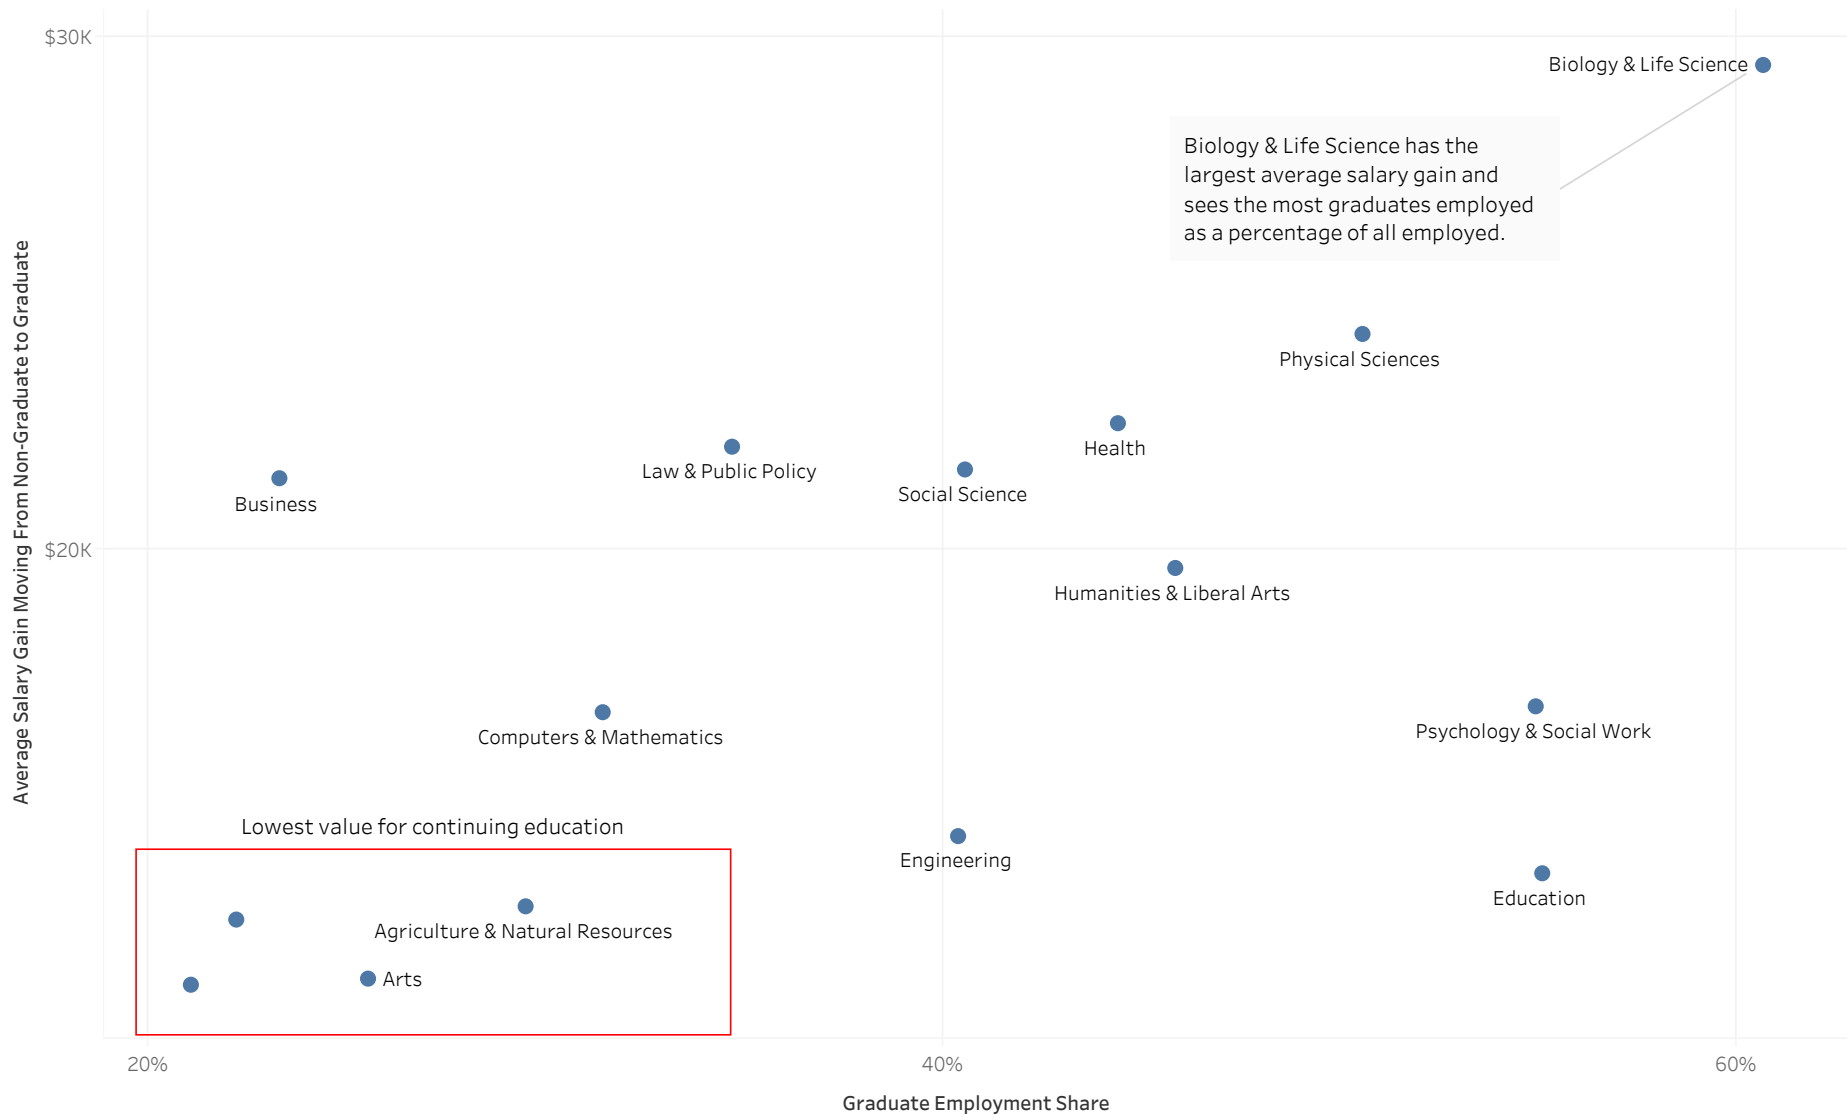 $30K
Biology & Life Science
Biology & Life Science has the
largest average salary gain and
sees the most graduates employed
as a percentage of all employed.
Physical Sciences
Health
Law & Public Policy
Social Science
Business
$20K
Humanities & Liberal Arts
Computers & Mathematics
Psychology & Social Work
Lowest value for continuing education
Engineering
Education
Agriculture & Natural Resources
Arts
Average Salary Gain Moving From Non-Graduate to Graduate
20%
40%
60%
Graduate Employment Share